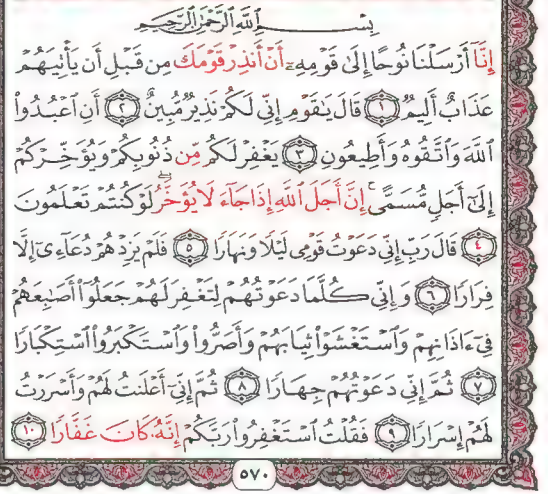 بِسْمِ ٱللَّهِ ٱلرَّحْمَٰنِ ٱلرَّحِيمِ
إِنَّآ أَرْسَلْنَا نُوحًا إِلَىٰ قَوْمِهِۦٓ أَنْ أَنذِرْ قَوْمَكَ مِن قَبْلِ أَن يَأْتِيَهُمْ
عَذَابٌ أَلِيمٌ ١ قَالَ يَٰقَوْمِ إِنِّي لَكُمْ نَذِيرٌ مُّبِينٌ ٢ أَنِ ٱعْبُدُوا۟
ٱللَّهَ وَٱتَّقُوهُ وَأَطِيعُونِ ٣ يَغْفِرْ لَكُم مِّن ذُنُوبِكُمْ وَيُؤَخِّرْكُمْ
إِلَىٰٓ أَجَلٍ مُّسَمًّى إِنَّ أَجَلَ ٱللَّهِ إِذَا جَآءَ لَا يُؤَخَّرُ لَوْ كُنتُمْ تَعْلَمُونَ
٤ قَالَ رَبِّ إِنِّي دَعَوْتُ قَوْمِي لَيْلًا وَنَهَارًا ٥ فَلَمْ يَزِدْهُمْ دُعَآءِىٓ إِلَّا
فِرَارًا ٦ وَإِنِّي كُلَّمَا دَعَوْتُهُمْ لِتَغْفِرَ لَهُمْ جَعَلُوٓا۟ أَصَٰبِعَهُمْ
فِىٓ ءَاذَانِهِمْ وَٱسْتَغْشَوْا۟ ثِيَابَهُمْ وَأَصَرُّوا۟ وَٱسْتَكْبَرُوا۟ ٱسْتِكْبَارًا
٧ ثُمَّ إِنِّي دَعَوْتُهُمْ جِهَارًا ٨ ثُمَّ إِنِّىٓ أَعْلَنتُ لَهُمْ وَأَسْرَرْتُ
لَهُمْ إِسْرَارًا ٩ فَقُلْتُ ٱسْتَغْفِرُوا۟ رَبَّكُمْ إِنَّهُۥ كَانَ غَفَّارًا ١٠
٥٧٠